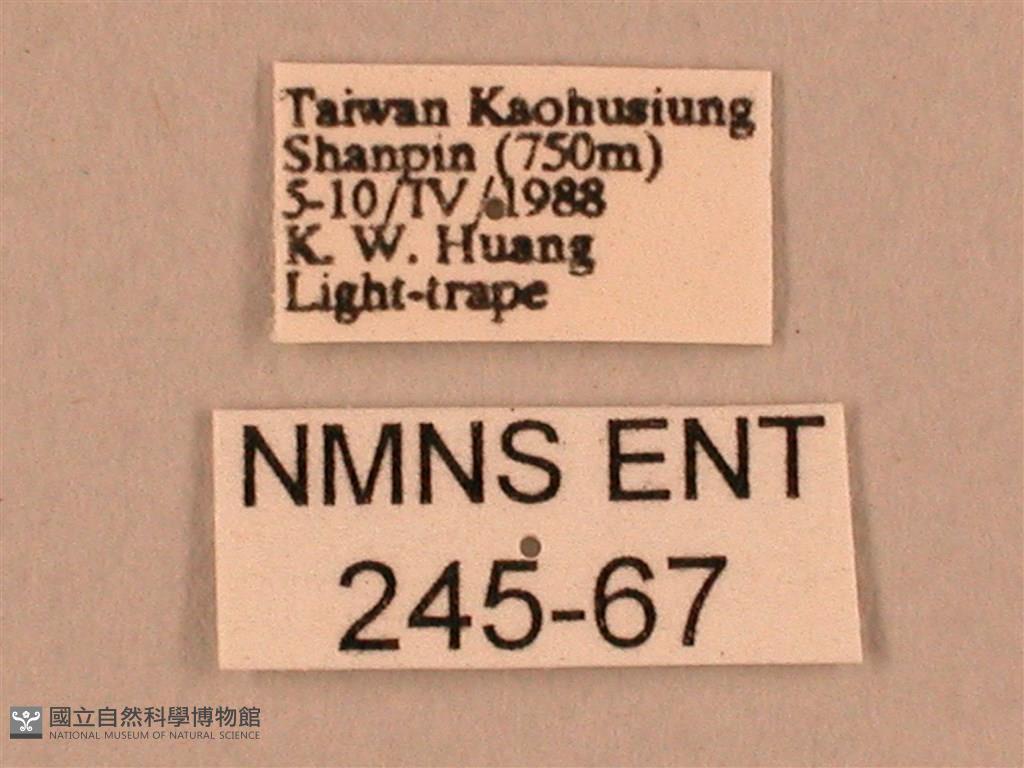 Taiwan Kaohusiung
Shanpin (750m)
5-10/IV/1988
K. W. Huang
Light-trape
NMNS ENT
245-67
國立自然科學博物館
NATIONAL MUSEUM OF NATURAL SCIENCE